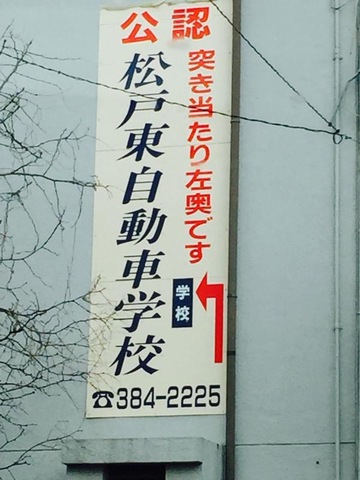 公認
突き当たり左奥です
松戸東自動車学校
学校
☎384-2225